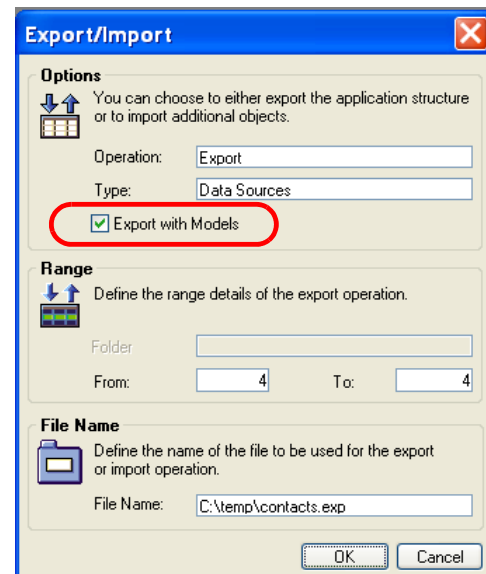 Export/Import
Options
You can choose to either export the application structure
or to import additional objects.
Operation: Export
Type: Data Sources
Export with Models
Range
Define the range details of the export operation.
Folder
From: 4 To: 4
File Name
Define the name of the file to be used for the export
or import operation.
File Name: C:\temp\contacts.exp
OK Cancel